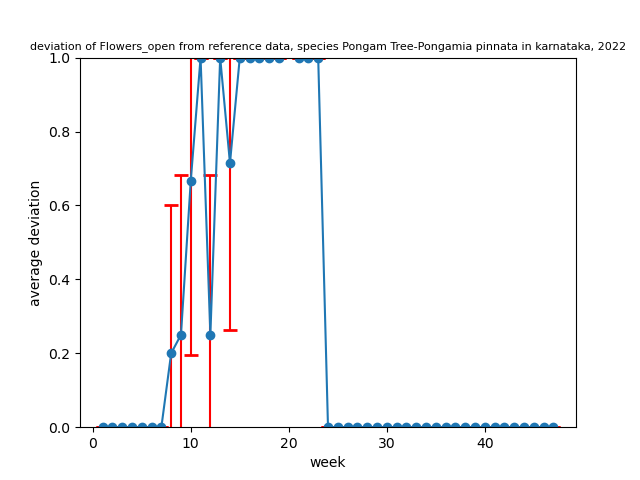 deviation of Flowers_open from reference data, species Pongam Tree-Pongamia pinnata in karnataka, 2022
1.0
0.8
0.6
0.4
0.2
0.0
average deviation
0 10 20 30 40
week